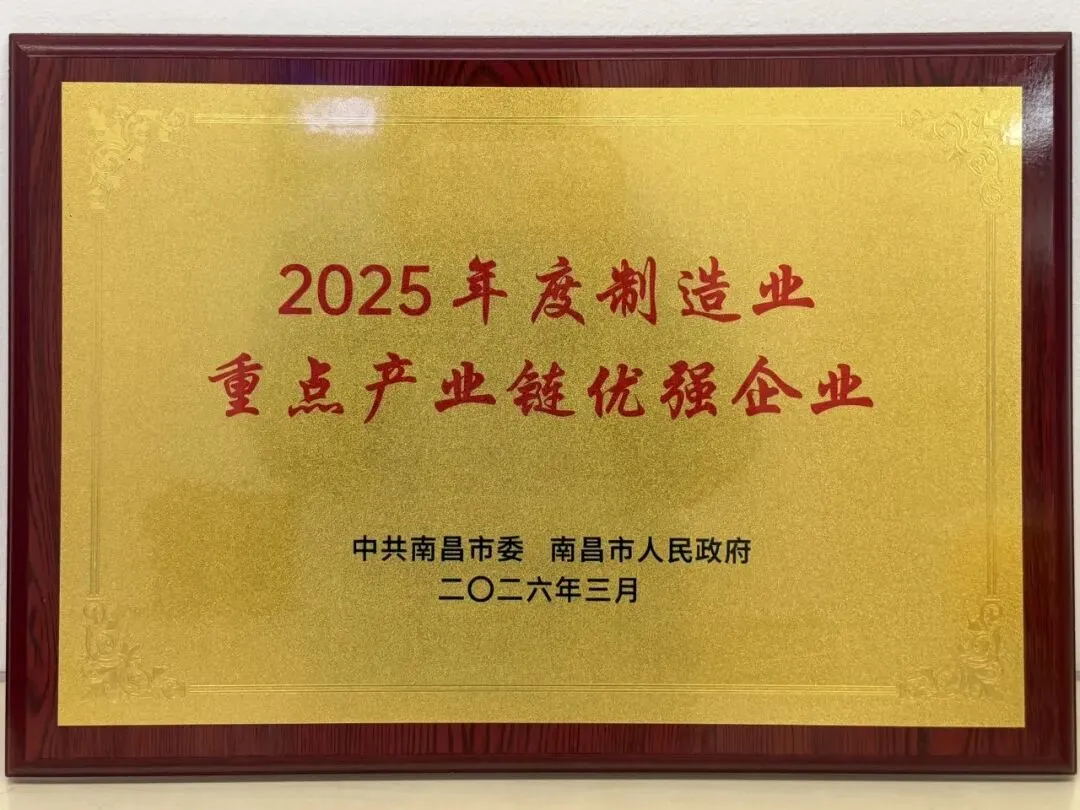 2025年度制造业
重点产业链优强企业
中共南昌市委 南昌市人民政府
二〇二六年三月